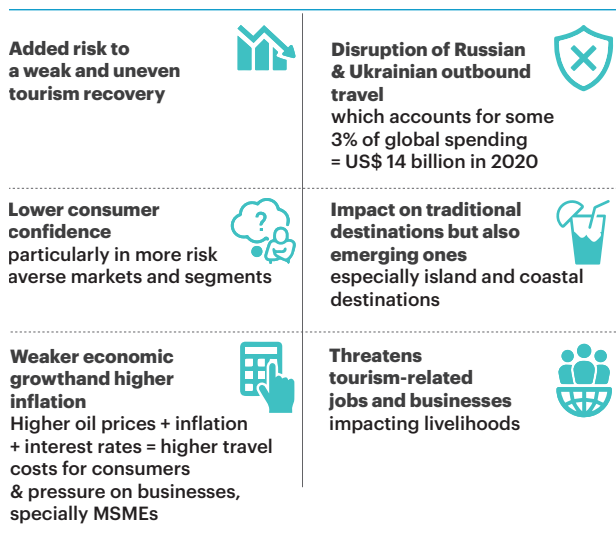 Added risk to
a weak and uneven
tourism recovery
Disruption of Russian
& Ukrainian outbound
travel
which accounts for some
3% of global spending
= US$ 14 billion in 2020
Lower consumer
confidence
particularly in more risk
averse markets and segments
?
Impact on traditional
destinations but also
emerging ones
especially island and coastal
destinations
Weaker economic
growthand higher
inflation
Higher oil prices + inflation
+ interest rates = higher travel
costs for consumers
& pressure on businesses,
specially MSMEs
Threatens
tourism-related
jobs and businesses
impacting livelihoods